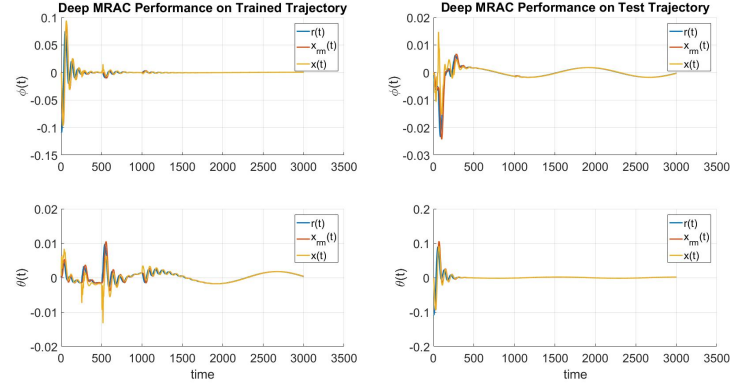 Deep MRAC Performance on Trained Trajectory
0.1
0.05
0
-0.05
-0.1
-0.15
ϕ(t)
r(t)
x_rm(t)
x(t)
0 500 1000 1500 2000 2500 3000 3500
Deep MRAC Performance on Test Trajectory
0.02
0.01
0
-0.01
-0.02
-0.03
ϕ(t)
r(t)
x_rm(t)
x(t)
0 500 1000 1500 2000 2500 3000 3500
0.02
0.01
0
-0.01
-0.02
θ(t)
r(t)
x_rm(t)
x(t)
0 500 1000 1500 2000 2500 3000 3500
time
0.2
0.1
0
-0.1
-0.2
θ(t)
r(t)
x_rm(t)
x(t)
0 500 1000 1500 2000 2500 3000 3500
time